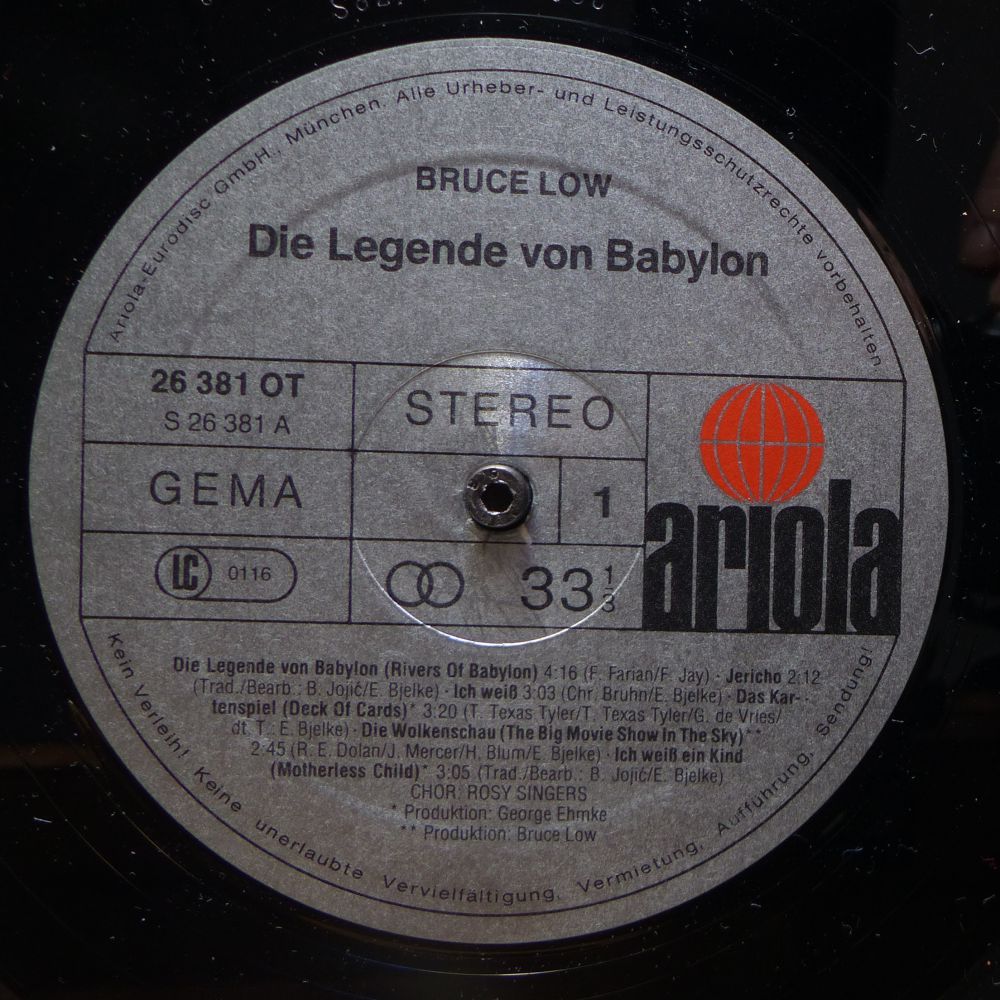 Ariola-Eurodisc GmbH., München. Alle Urheber- und Leistungsschutzrechte vorbehalten
BRUCE LOW
Die Legende von Babylon
26 381 OT
S 26 381 A
STEREO
GEMA
1
LC 0116
33 1/3
ariola
Die Legende von Babylon (Rivers Of Babylon) 4:16 (F. Farian/F. Jay) · Jericho 2:12
(Trad./Bearb.: B. Jojić/E. Bjelke) · Ich weiß 3:03 (Chr. Bruhn/E. Bjelke) · Das Kar-
tenspiel (Deck Of Cards)* 3:20 (T. Texas Tyler/T. Texas Tyler/G. de Vries/
dt. T.: E. Bjelke) · Die Wolkenschau (The Big Movie Show In The Sky)**
2:45 (R. E. Dolan/J. Mercer/H. Blum/E. Bjelke) · Ich weiß ein Kind
(Motherless Child)* 3:05 (Trad./Bearb.: B. Jojić/E. Bjelke)
CHOR: ROSY SINGERS
* Produktion: George Ehmke
** Produktion: Bruce Low
Kein Verleih! Keine unerlaubte Vervielfältigung, Vermietung, Aufführung, Sendung!